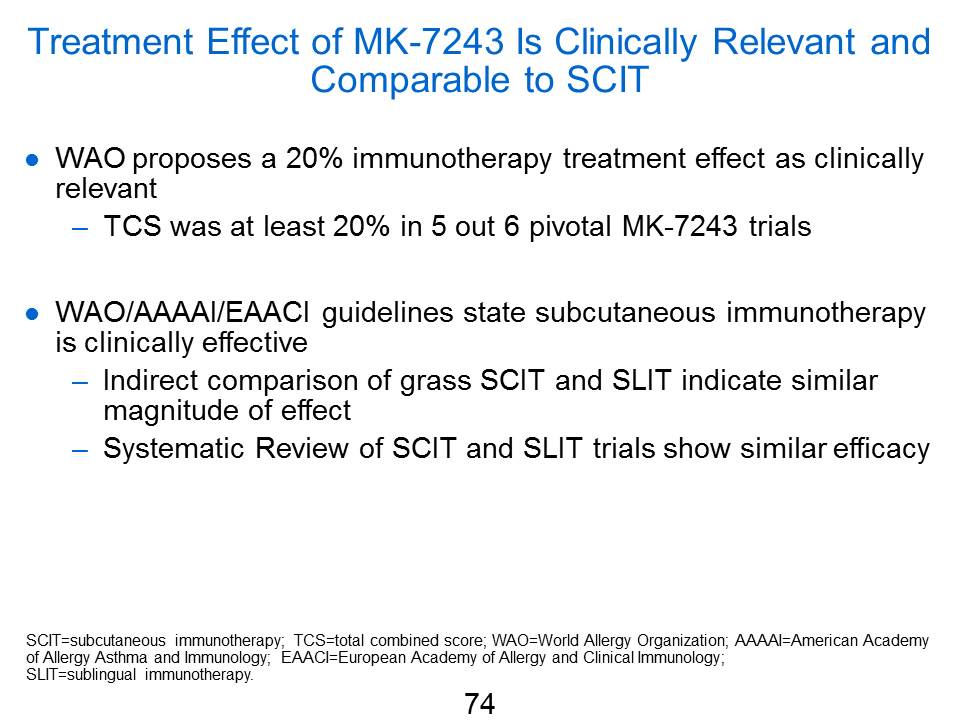 Treatment Effect of MK-7243 Is Clinically Relevant and
Comparable to SCIT
● WAO proposes a 20% immunotherapy treatment effect as clinically
relevant
– TCS was at least 20% in 5 out 6 pivotal MK-7243 trials
● WAO/AAAAI/EAACI guidelines state subcutaneous immunotherapy
is clinically effective
– Indirect comparison of grass SCIT and SLIT indicate similar
magnitude of effect
– Systematic Review of SCIT and SLIT trials show similar efficacy
SCIT=subcutaneous immunotherapy; TCS=total combined score; WAO=World Allergy Organization; AAAAI=American Academy
of Allergy Asthma and Immunology; EAACI=European Academy of Allergy and Clinical Immunology;
SLIT=sublingual immunotherapy.
74